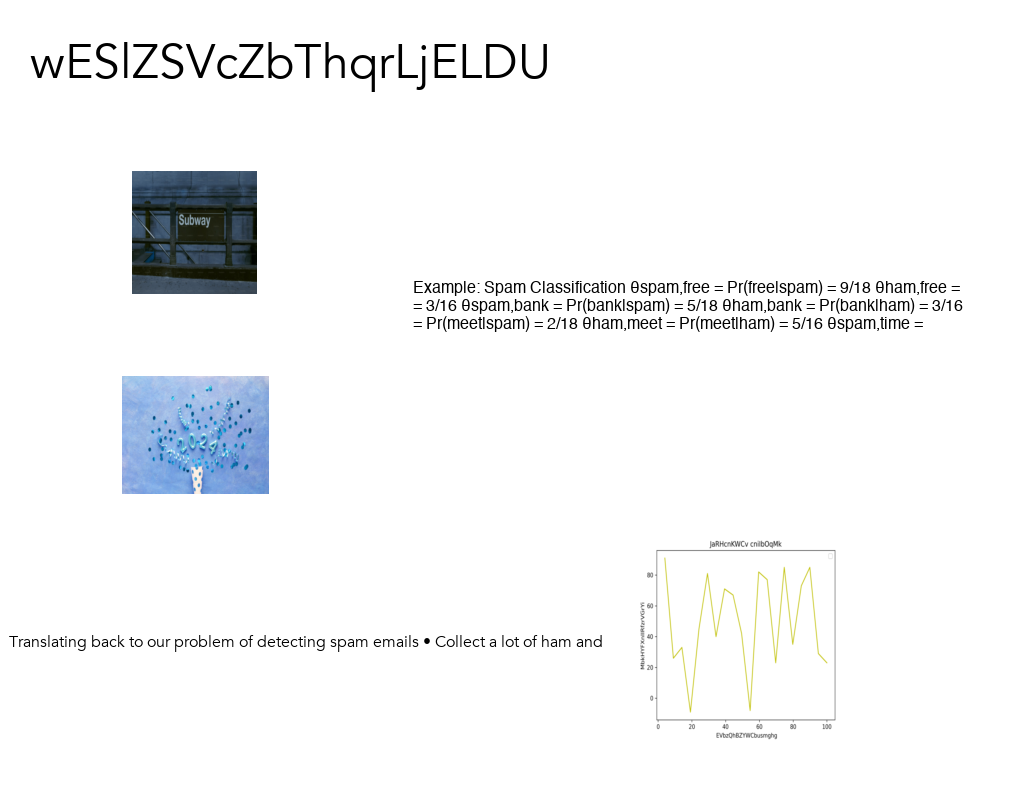 wESlZSVcZbThqrLjELDU
Subway
Example: Spam Classification θspam,free = Pr(free|spam) = 9/18 θham,free =
= 3/16 θspam,bank = Pr(bank|spam) = 5/18 θham,bank = Pr(bank|ham) = 3/16
= Pr(meet|spam) = 2/18 θham,meet = Pr(meet|ham) = 5/16 θspam,time =
2024
Translating back to our problem of detecting spam emails • Collect a lot of ham and
JaRHcnKWCv cnilbOqMk
80
60
40
20
0
0 20 40 60 80 100
EVbzQhBZYWCbusmghg